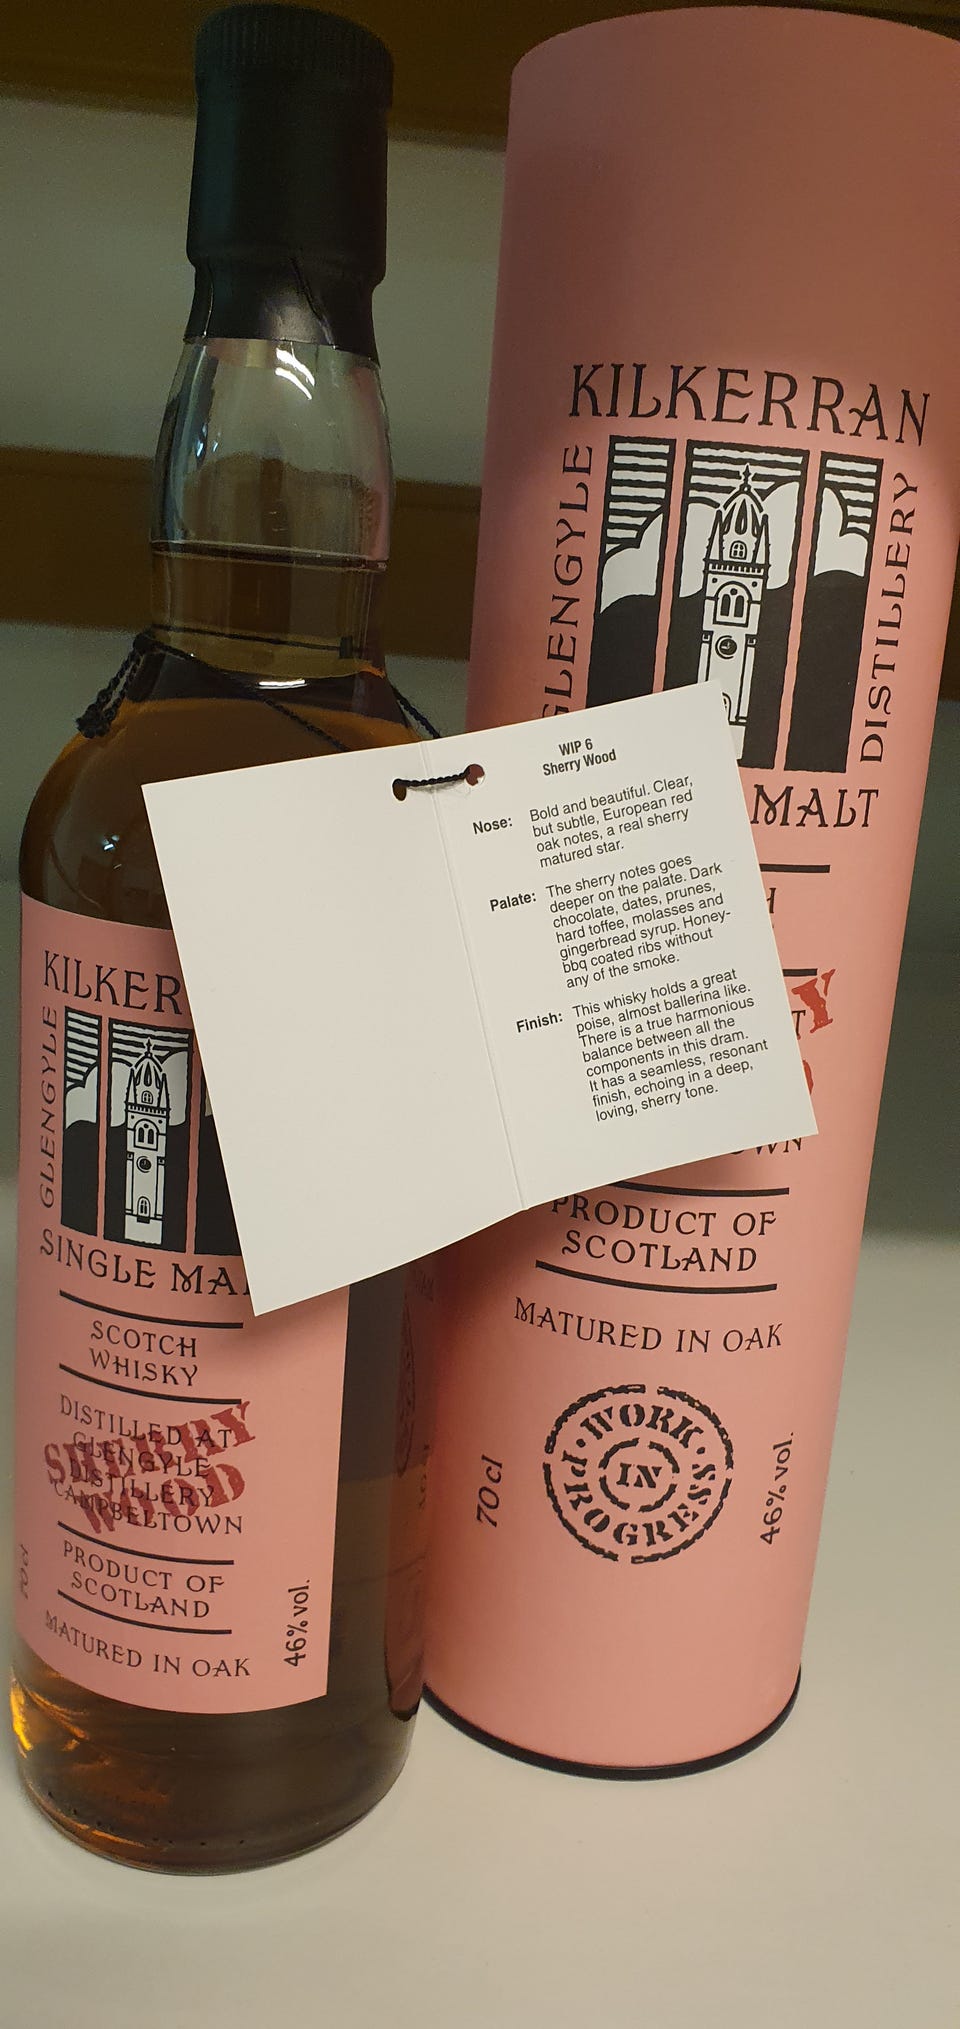 KILKERRAN
GLENGYLE
DISTILLERY
MALT
PRODUCT OF
SCOTLAND
MATURED IN OAK
WORK
IN
PROGRESS
70cl
46% vol.
WIP 6
Sherry Wood
Nose: Bold and beautiful. Clear,
but subtle, European red
oak notes, a real sherry
matured star.
Palate: The sherry notes goes
deeper on the palate. Dark
chocolate, dates, prunes,
hard toffee, molasses and
gingerbread syrup. Honey-
bbq coated ribs without
any of the smoke.
Finish: This whisky holds a great
poise, almost ballerina like.
There is a true harmonious
balance between all the
components in this dram.
It has a seamless, resonant
finish, echoing in a deep,
loving, sherry tone.
KILKER
GLENGYLE
SINGLE MA
SCOTCH
WHISKY
DISTILLED AT
GLENGYLE
DISTILLERY
CAMPBELTOWN
SHERRY
WOOD
PRODUCT OF
SCOTLAND
MATURED IN OAK
70cl
46% vol.